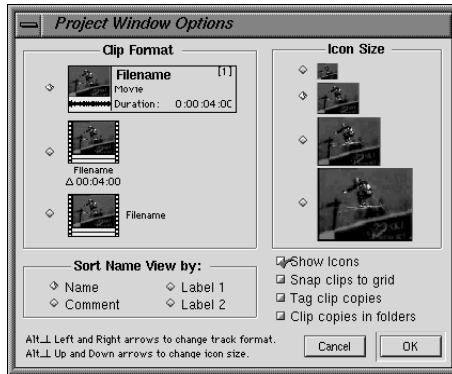 Project Window Options
Clip Format
Filename [1]
Movie
Duration: 0:00:04:00
Filename
Δ 00:04:00
Filename
Icon Size
Sort Name View by:
Name
Label 1
Comment
Label 2
Show Icons
Snap clips to grid
Tag clip copies
Clip copies in folders
Alt⊥ Left and Right arrows to change track format.
Alt⊥ Up and Down arrows to change icon size.
Cancel
OK